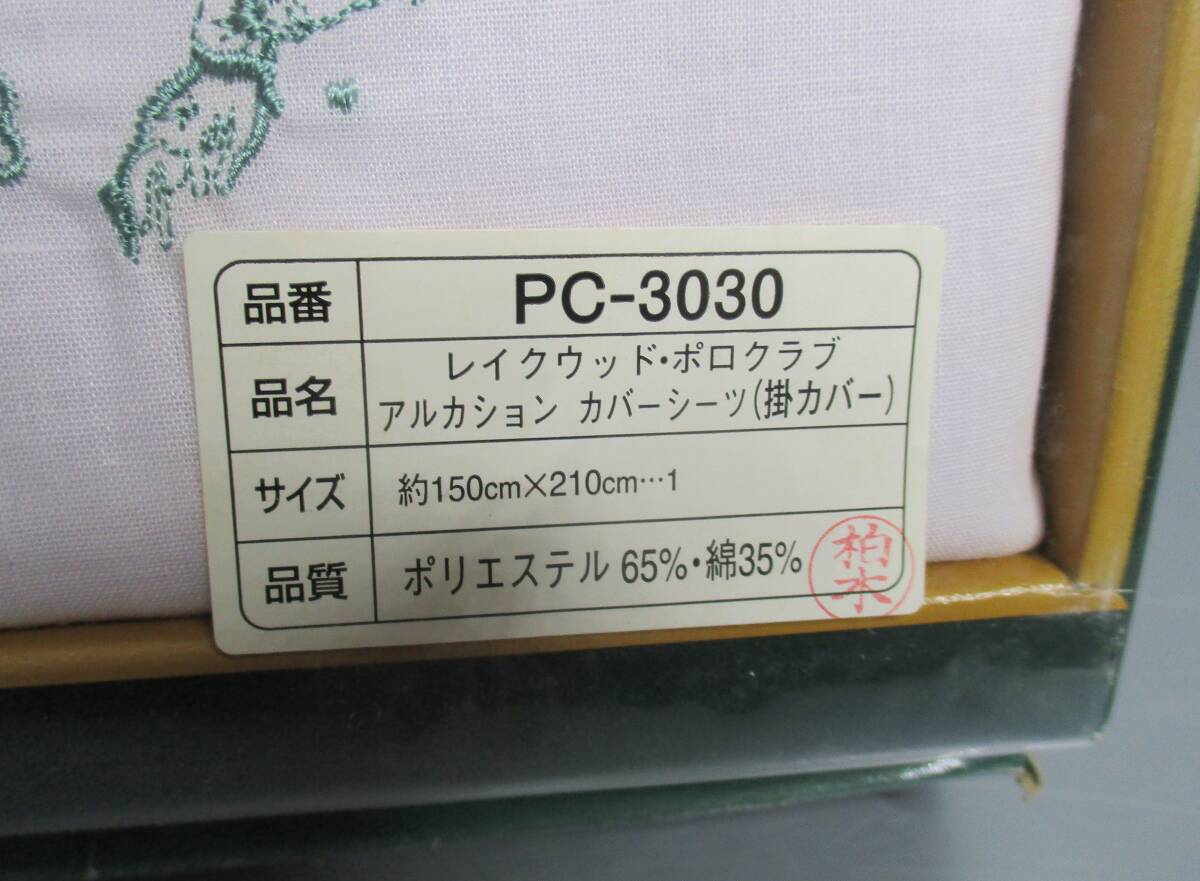 品番 PC-3030
品名 レイクウッド・ポロクラブ
アルカション カバーシーツ(掛カバー)
サイズ 約150cm×210cm…1
品質 ポリエステル 65%・綿35%
柏木